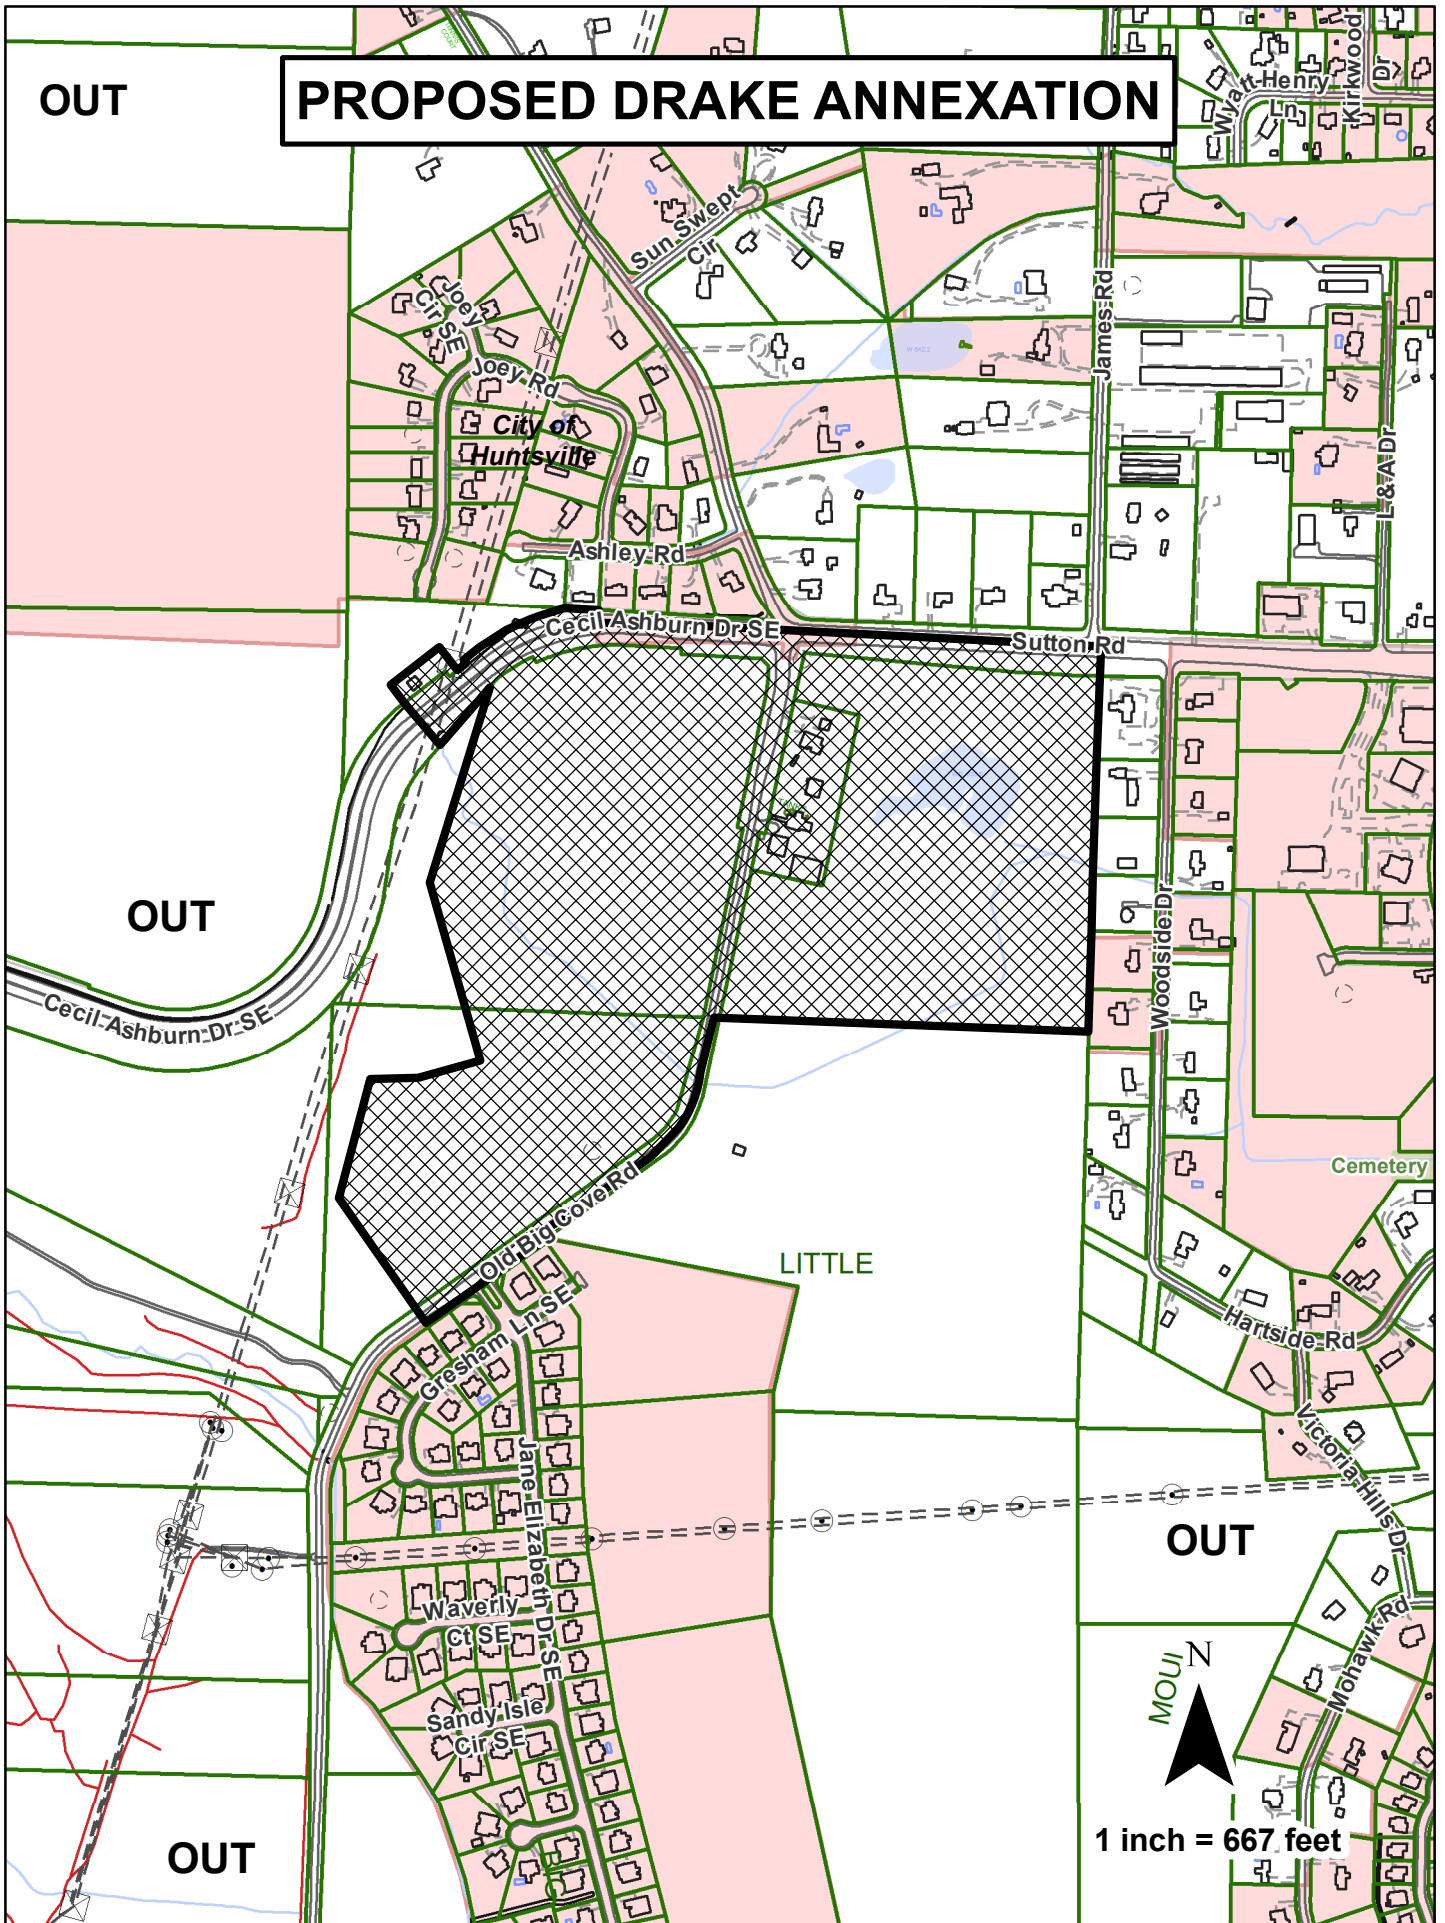 OUT
PROPOSED DRAKE ANNEXATION
COURT
Wyatt-Henry
Ln
Kirkwood
Dr
Sun Swept
Cir
Joey
Cir SE
Joey Rd
City of
Huntsville
James Rd
L & A Dr
Ashley Rd
Cecil Ashburn Dr SE
Sutton Rd
OUT
Cecil-Ashburn-Dr-SE
Woodside-Dr
Cemetery
Old Big Cove Rd
LITTLE
Gresham Ln SE
Hartside-Rd
Jane Elizabeth Dr SE
Victoria-Hills-Dr
OUT
Waverly
Ct SE
Mohawk-Rd
Sandy Isle
Cir SE
MOUI
N
1 inch = 667 feet
OUT